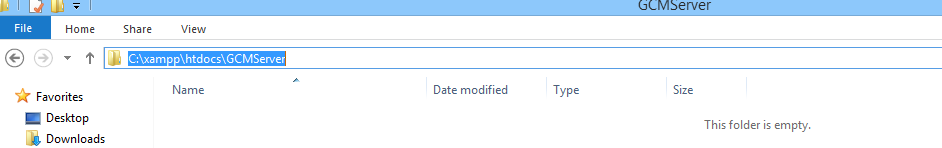 GCMServer
File Home Share View
C:\xampp\htdocs\GCMServer
Name Date modified Type Size
Favorites
Desktop
Downloads
This folder is empty.